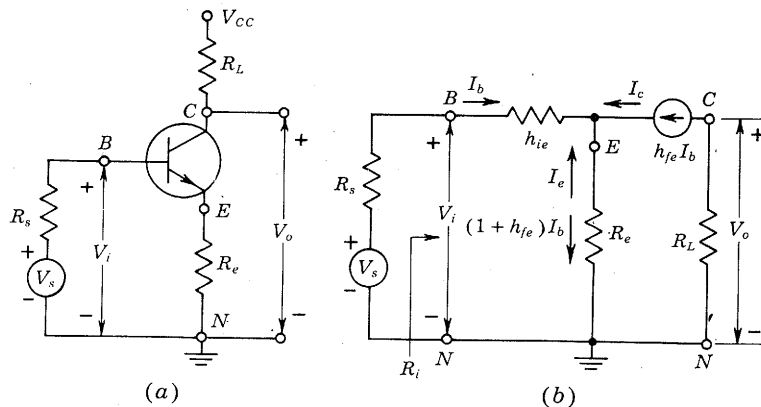 V_CC
R_L
C
B
+
+
E
R_s
V_i
V_o
+
V_s
−
R_e
−
N
−
(a)
I_b
I_c
B
C
h_ie
E
h_fe I_b
+
+
R_s
I_e
V_i
(1 + h_fe)I_b
R_e
R_L
V_o
+
V_s
−
−
−
N
N
R_i
(b)